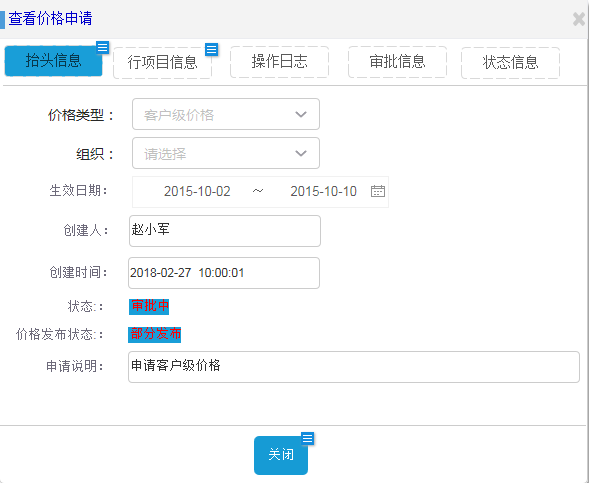 查看价格申请
抬头信息 行项目信息 操作日志 审批信息 状态信息
价格类型： 客户级价格
组织： 请选择
生效日期： 2015-10-02 ～ 2015-10-10
创建人： 赵小军
创建时间： 2018-02-27 10:00:01
状态:： 审批中
价格发布状态:： 部分发布
申请说明： 申请客户级价格
关闭